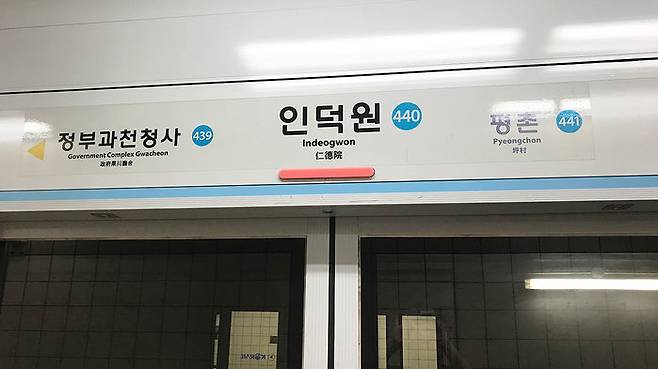 정부과천청사 439
Government Complex Gwacheon
政府果川廳舍
인덕원 440
Indeogwon
仁德院
평촌 441
Pyeongchon
坪村